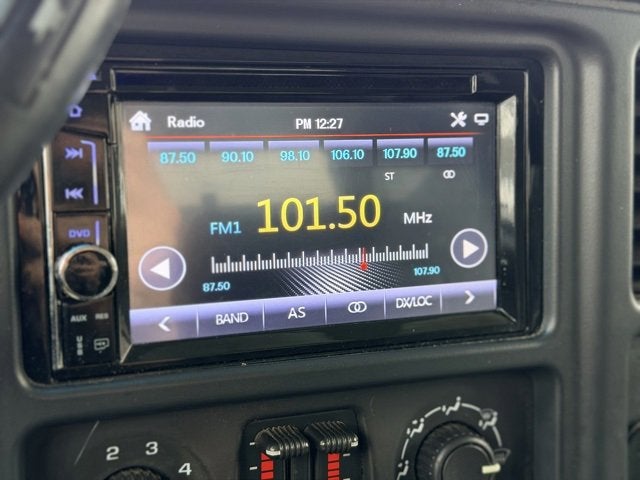 Radio PM 12:27
87.50 90.10 98.10 106.10 107.90 87.50
ST
FM1 101.50 MHz
DVD
87.50 107.90
AUX RES
BAND AS DX/LOC
USB
2 3 4